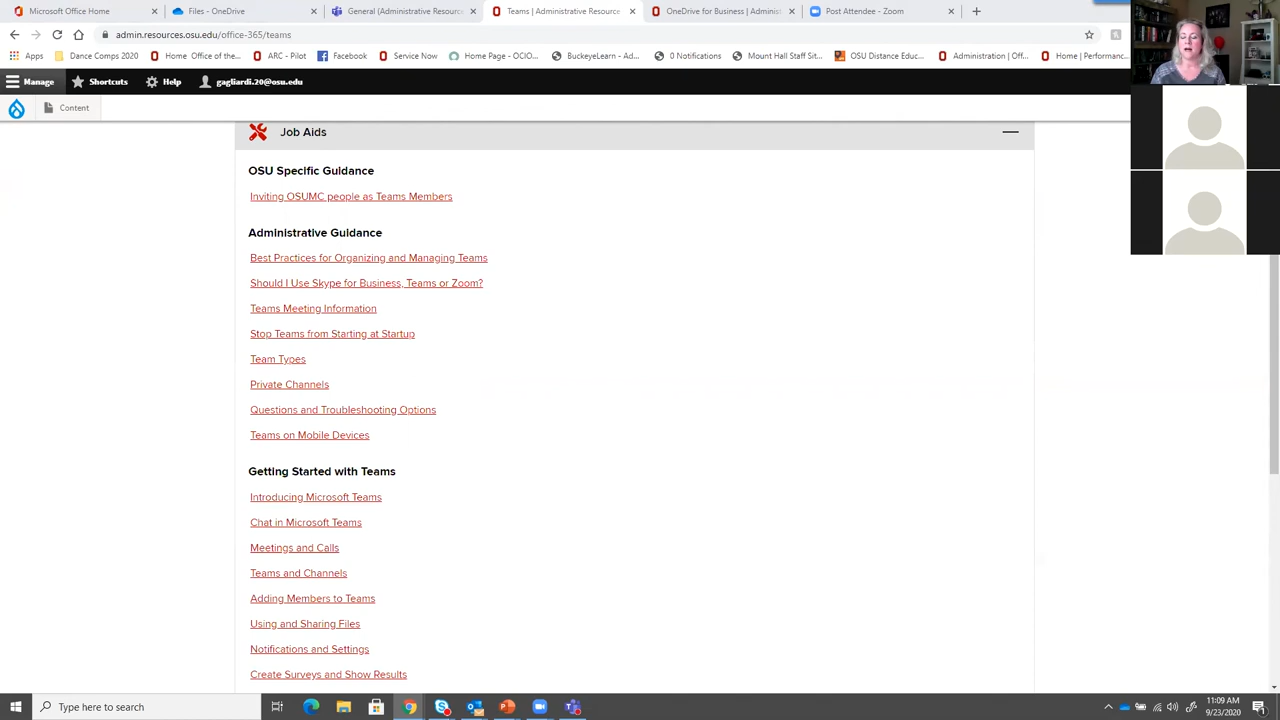 Microsoft Office Home
Files - OneDrive
General (Administrative Resourc
Teams | Administrative Resource
OneDrive for Business | Administ
Post Attendee - Zoom
admin.resources.osu.edu/office-365/teams
Apps
Dance Comps 2020
Home Office of the...
ARC - Pilot
Facebook
Service Now
Home Page - OCIO...
BuckeyeLearn - Ad...
0 Notifications
Mount Hall Staff Sit...
OSU Distance Educ...
Administration | Off...
Home | Performanc...
Manage
Shortcuts
Help
gagliardi.20@osu.edu
Content
Job Aids
OSU Specific Guidance
Inviting OSUMC people as Teams Members
Administrative Guidance
Best Practices for Organizing and Managing Teams
Should I Use Skype for Business, Teams or Zoom?
Teams Meeting Information
Stop Teams from Starting at Startup
Team Types
Private Channels
Questions and Troubleshooting Options
Teams on Mobile Devices
Getting Started with Teams
Introducing Microsoft Teams
Chat in Microsoft Teams
Meetings and Calls
Teams and Channels
Adding Members to Teams
Using and Sharing Files
Notifications and Settings
Create Surveys and Show Results
Type here to search
11:09 AM
9/23/2020